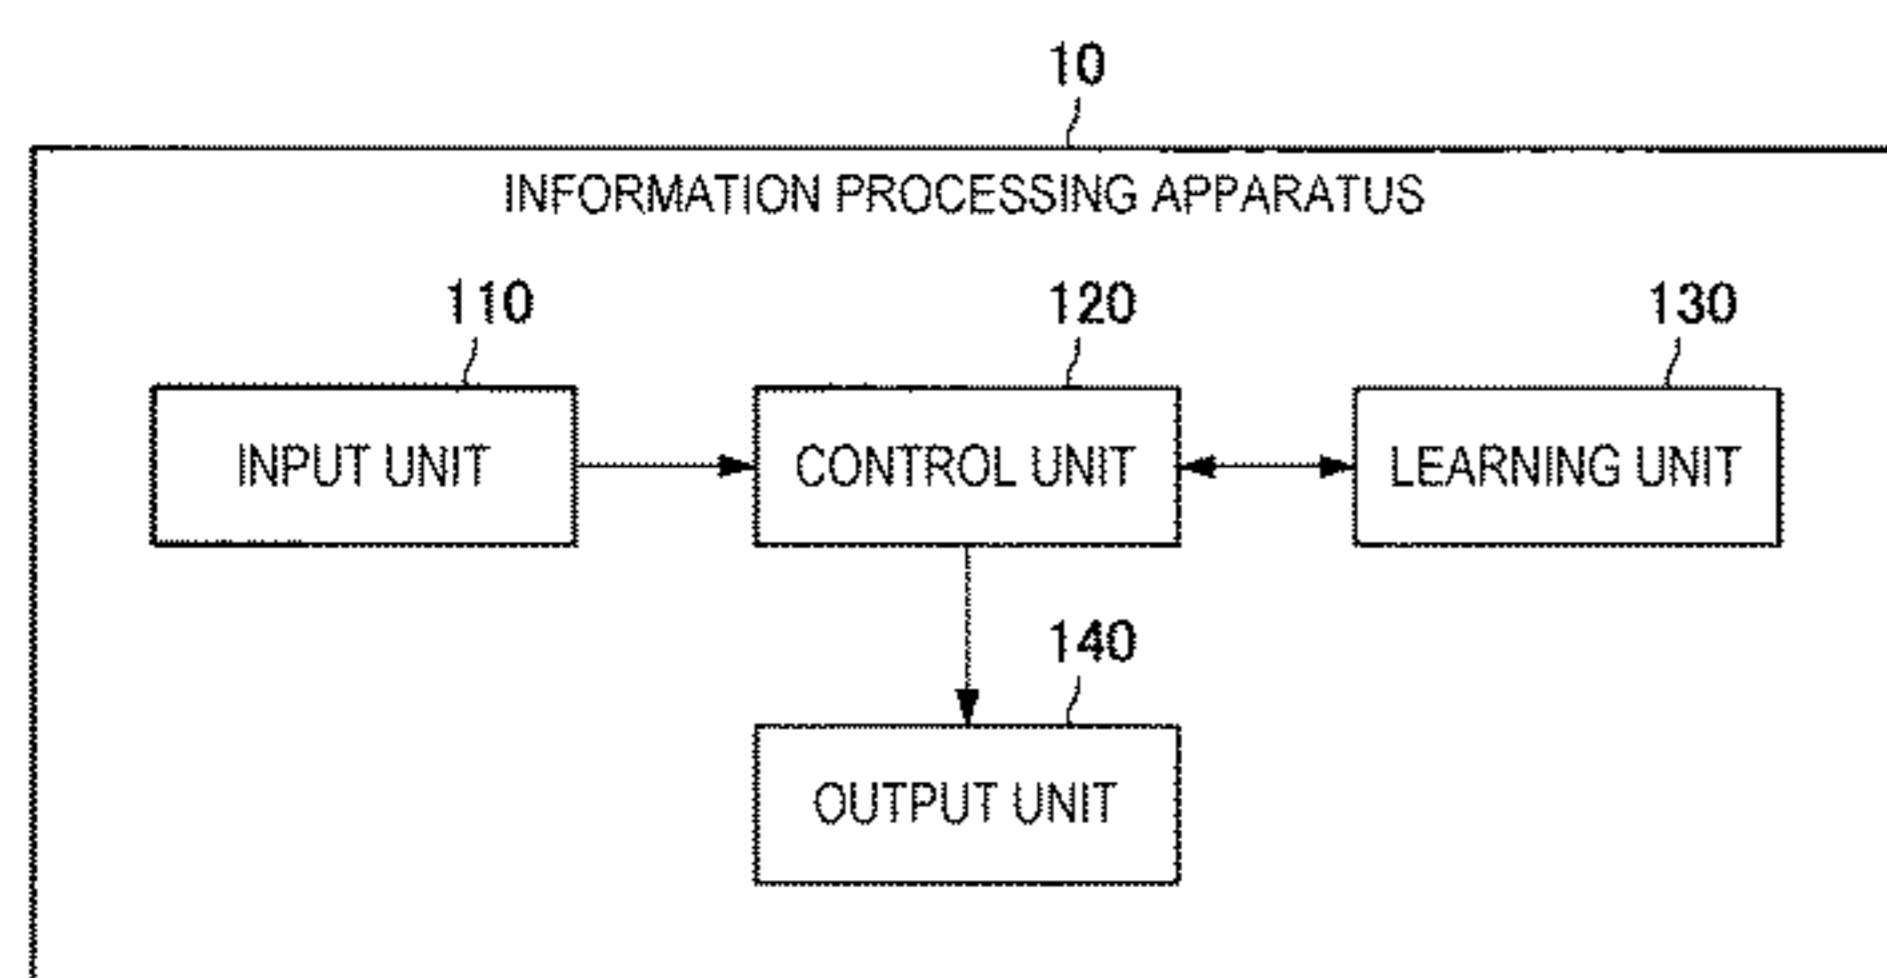 10
INFORMATION PROCESSING APPARATUS
110
120
130
INPUT UNIT
CONTROL UNIT
LEARNING UNIT
140
OUTPUT UNIT